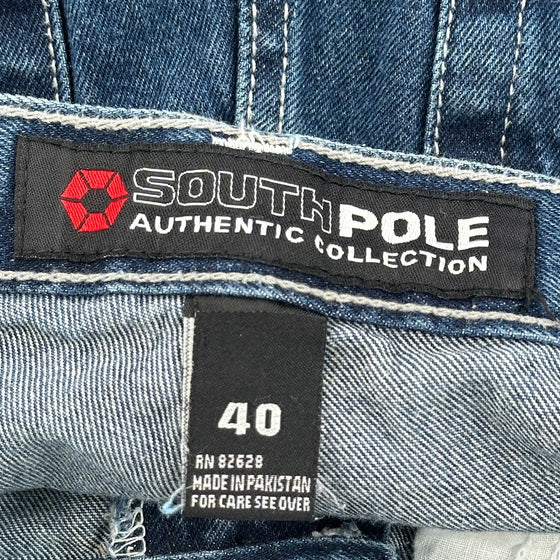 SOUTHPOLE
AUTHENTIC COLLECTION
40
RN 82628
MADE IN PAKISTAN
FOR CARE SEE OVER